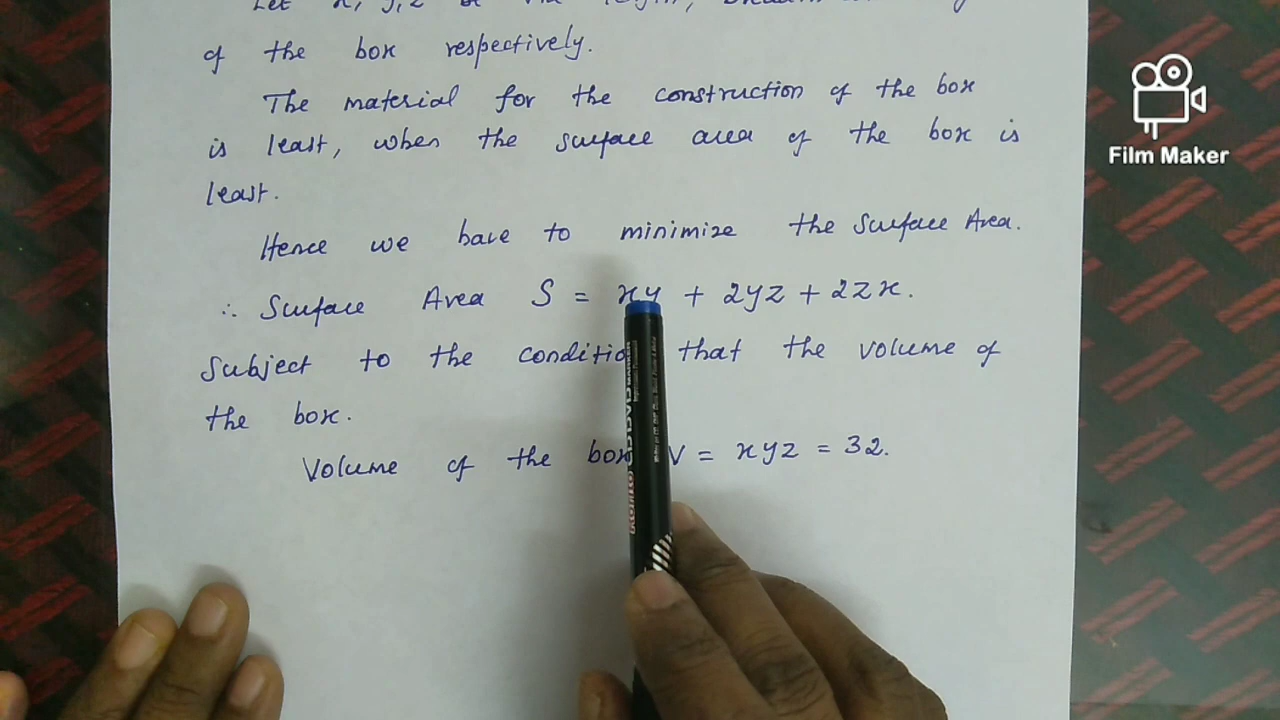 Let x, y, z
of the box respectively.
The material for the construction of the box
is least, when the surface area of the box is
least.
Hence we have to minimize the Surface Area.
∴ Surface Area S = xy + 2yz + 2zx.
Subject to the condition that the volume of
the box.
Volume of the box V = xyz = 32.
Film Maker